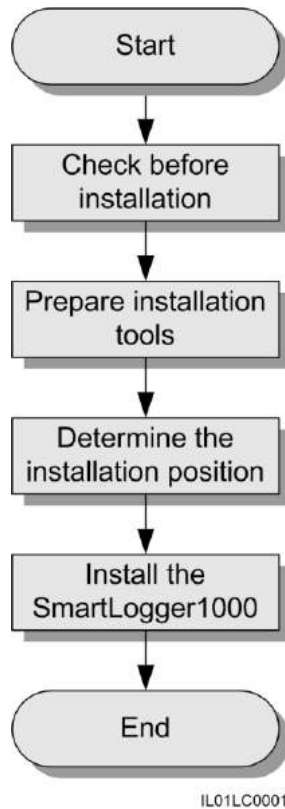 Start
Check before
installation
Prepare installation
tools
Determine the
installation position
Install the
SmartLogger1000
End
IL01LC0001